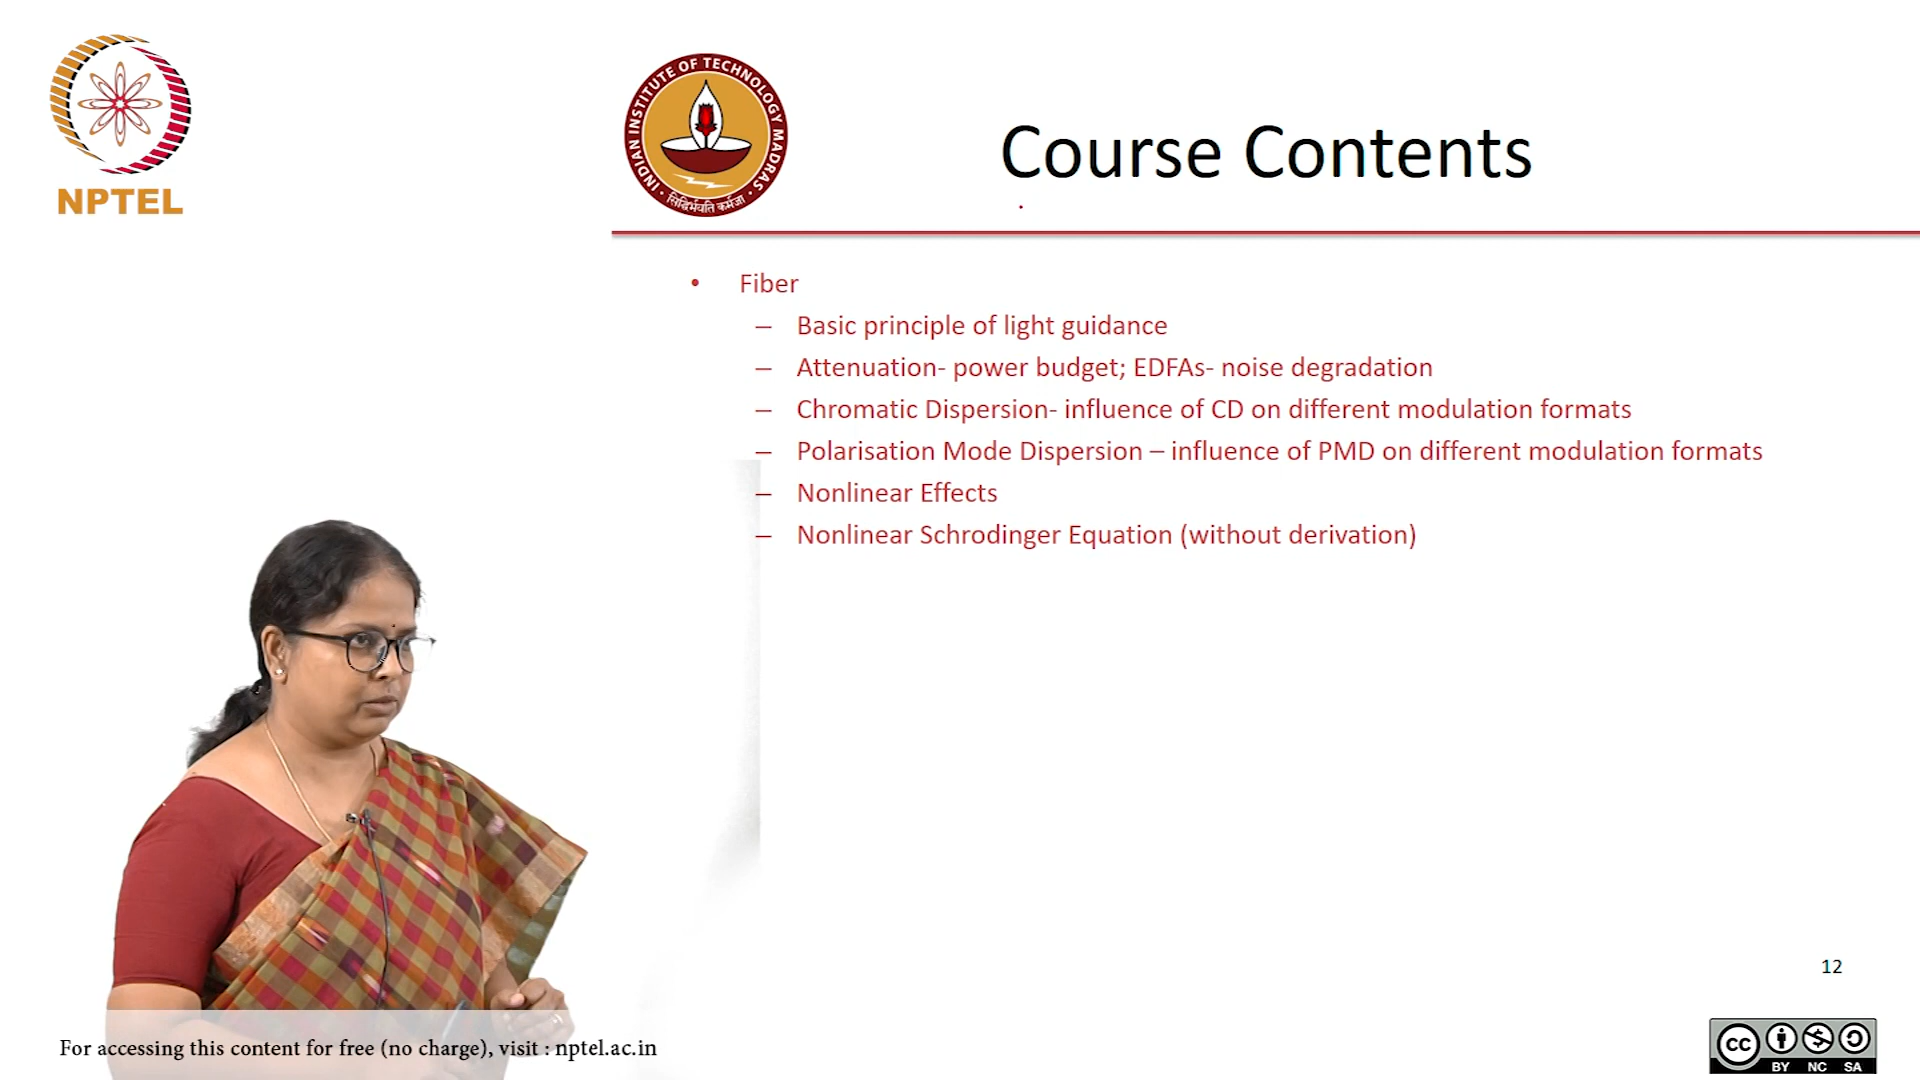 NPTEL
INDIAN INSTITUTE OF TECHNOLOGY MADRAS
सिद्धिर्भवति कर्मजा
Course Contents
• Fiber
– Basic principle of light guidance
– Attenuation- power budget; EDFAs- noise degradation
– Chromatic Dispersion- influence of CD on different modulation formats
– Polarisation Mode Dispersion – influence of PMD on different modulation formats
– Nonlinear Effects
– Nonlinear Schrodinger Equation (without derivation)
12
For accessing this content for free (no charge), visit : nptel.ac.in
cc
BY NC SA